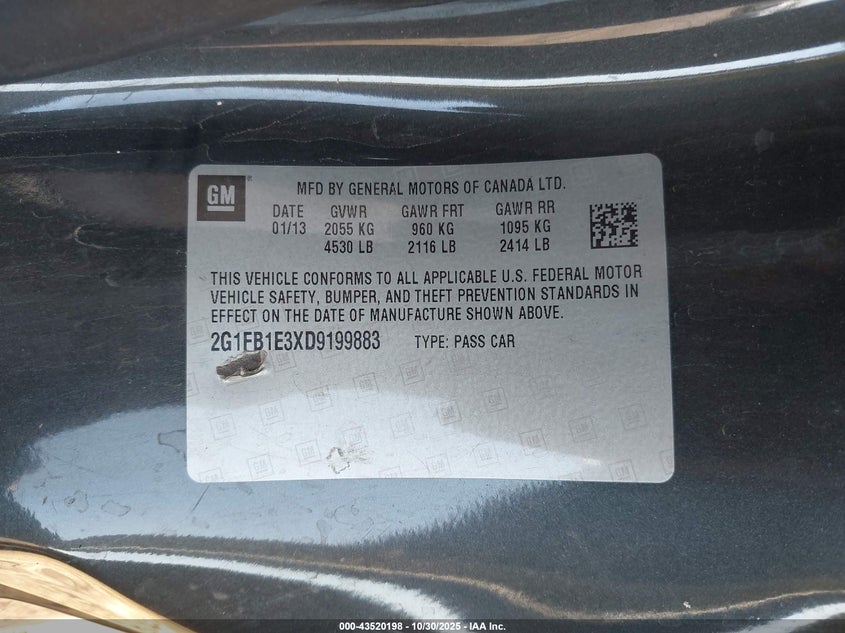 GM
MFD BY GENERAL MOTORS OF CANADA LTD.
DATE GVWR GAWR FRT GAWR RR
01/13 2055 KG 960 KG 1095 KG
4530 LB 2116 LB 2414 LB
THIS VEHICLE CONFORMS TO ALL APPLICABLE U.S. FEDERAL MOTOR
VEHICLE SAFETY, BUMPER, AND THEFT PREVENTION STANDARDS IN
EFFECT ON THE DATE OF MANUFACTURE SHOWN ABOVE.
2G1FB1E3XD9199883 TYPE: PASS CAR
000-43520198 - 10/30/2025 - IAA Inc.